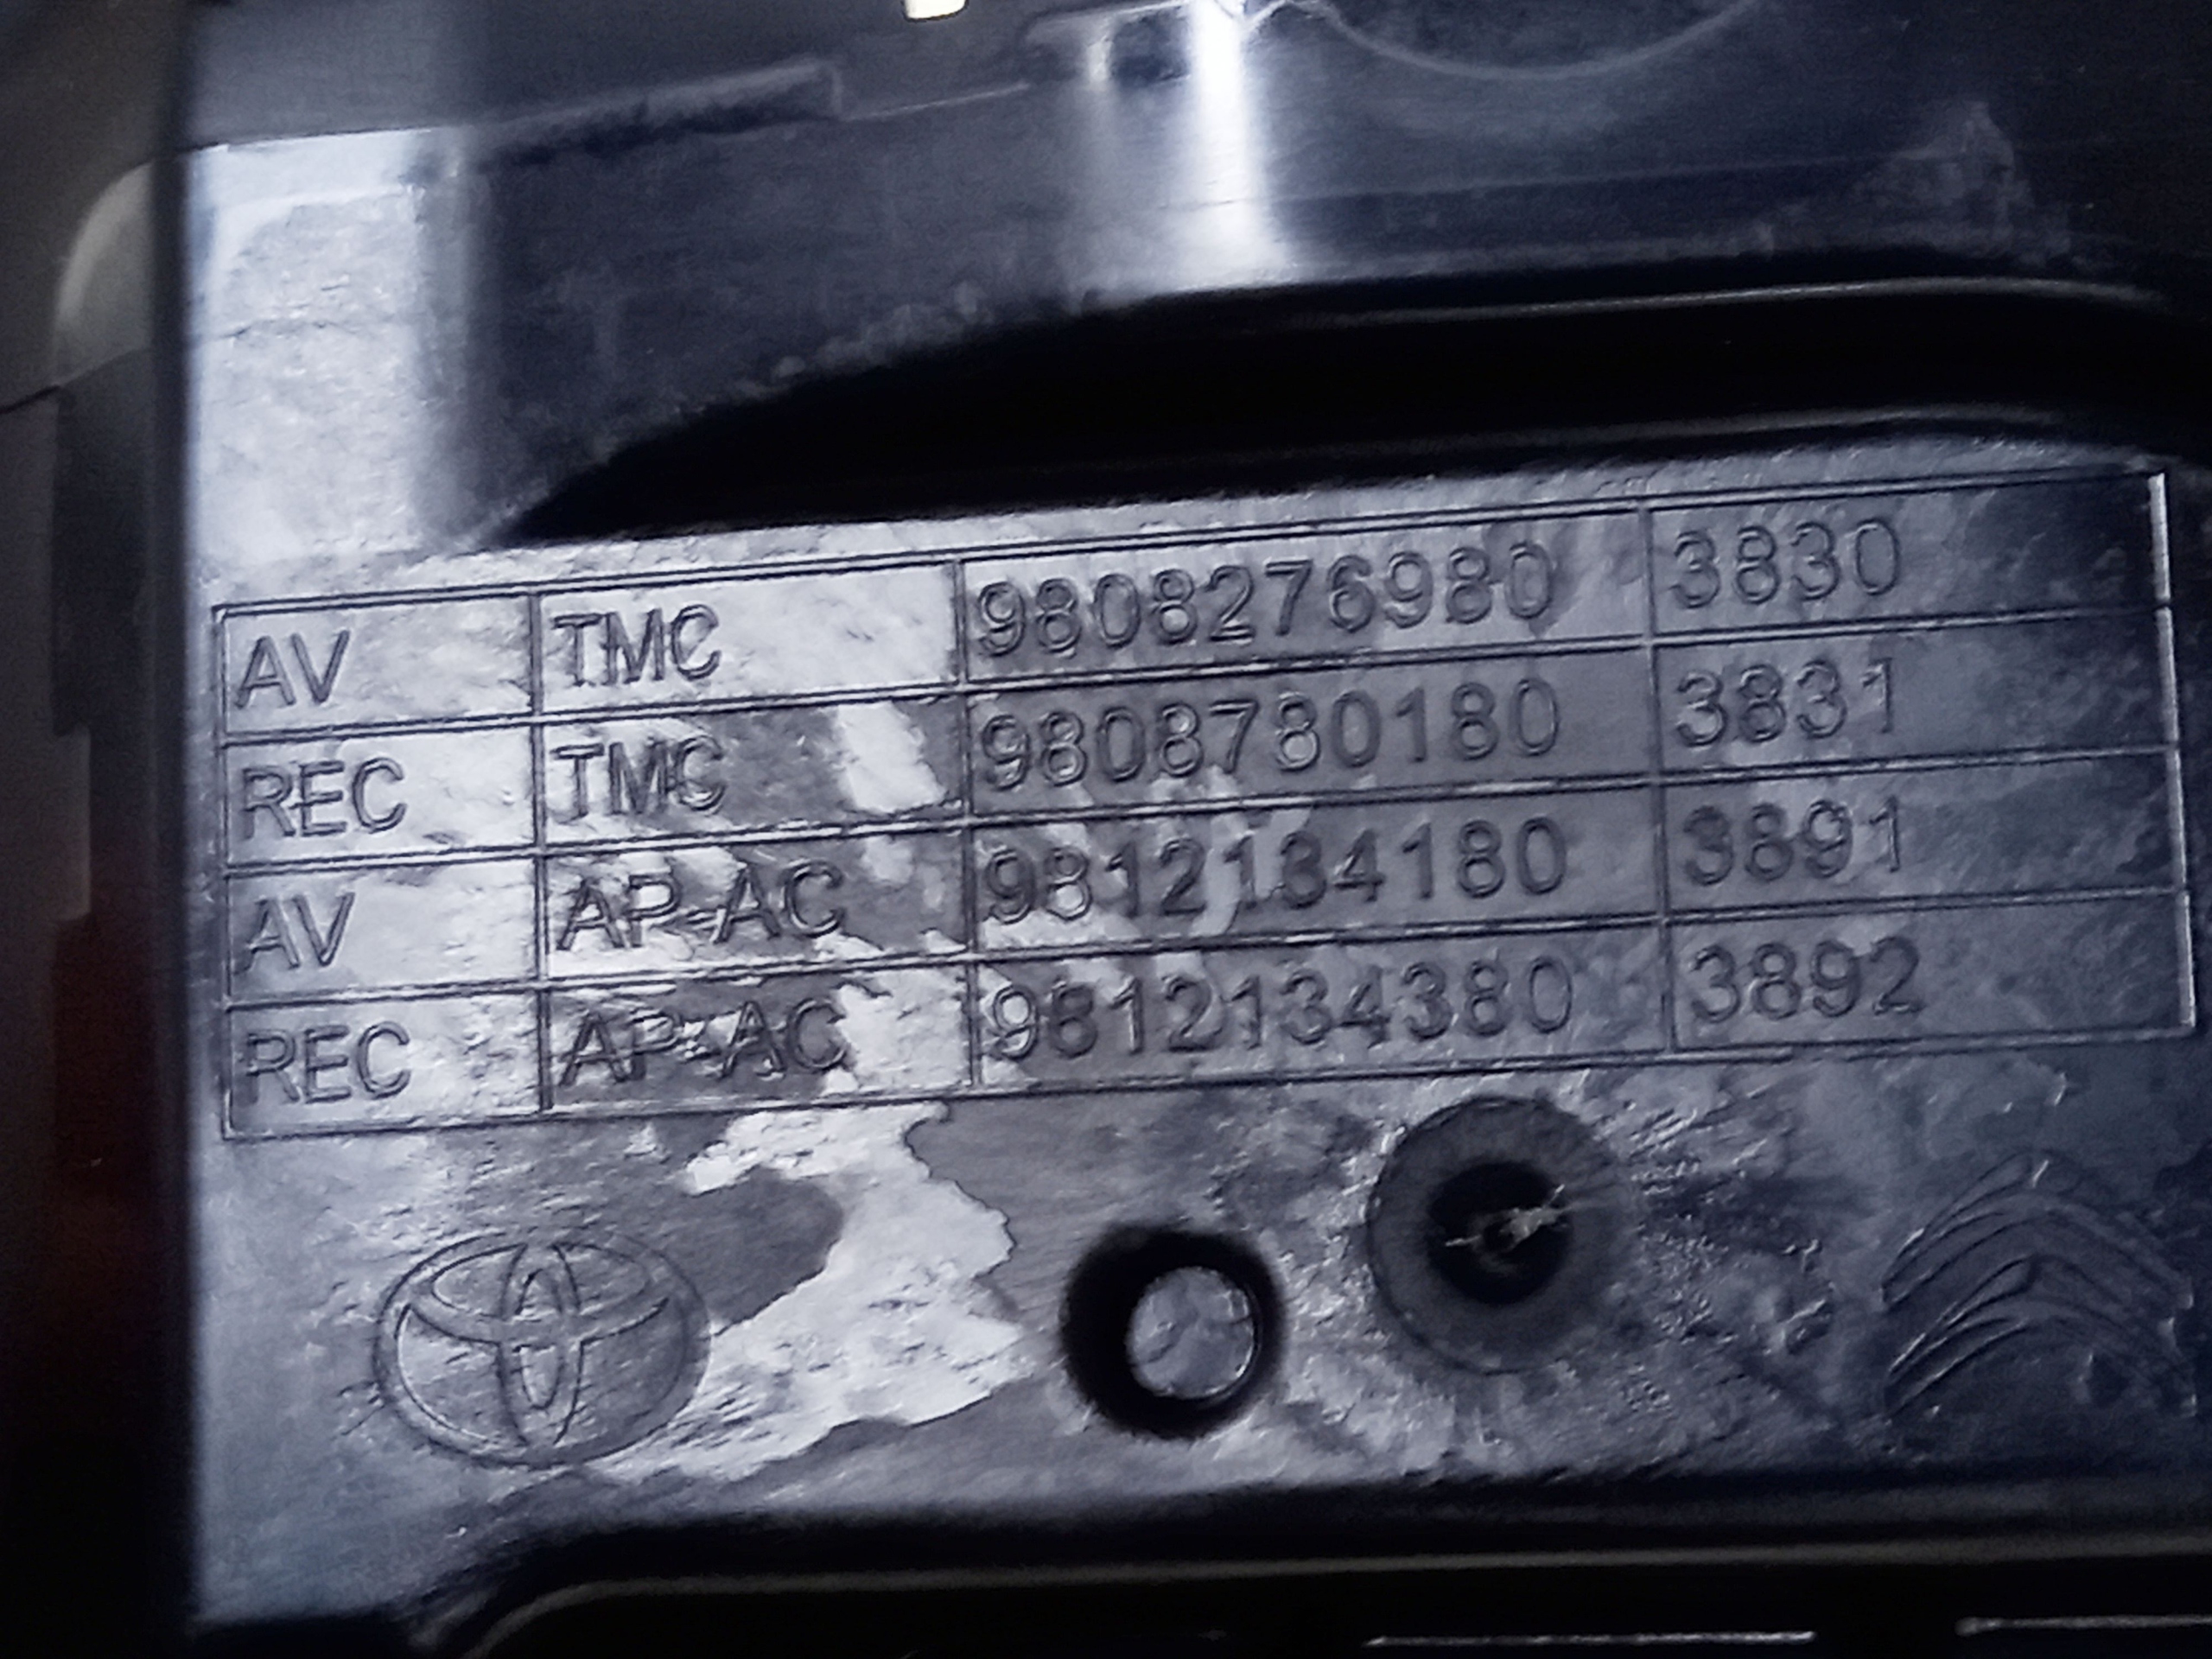 AV TMC 9808276980 3830
REC TMC 9808780180 3831
AV AP-AC 9812134180 3891
REC AP-AC 9812134380 3892